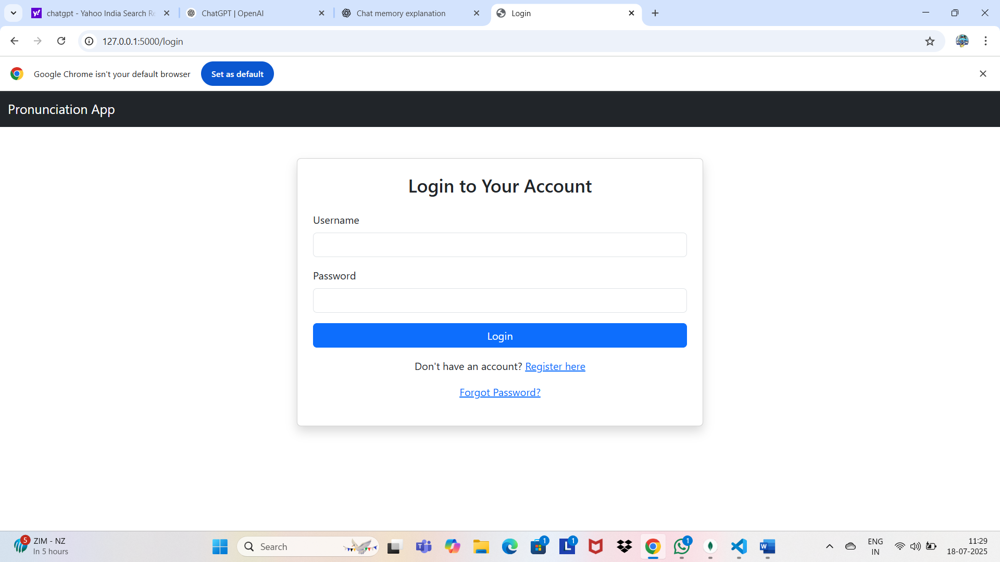 chatgpt - Yahoo India Search Re
ChatGPT | OpenAI
Chat memory explanation
Login
127.0.0.1:5000/login
Google Chrome isn't your default browser
Set as default
Pronunciation App
Login to Your Account
Username
Password
Login
Don't have an account? Register here
Forgot Password?
5
ZIM - NZ
In 5 hours
Search
1
1
1
ENG
IN
11:29
18-07-2025